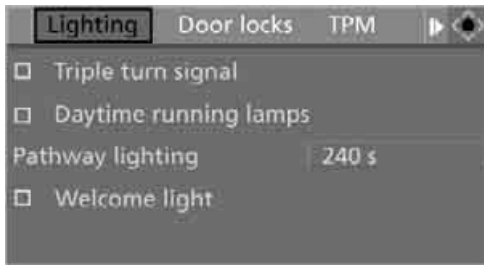 Lighting Door locks TPM
Triple turn signal
Daytime running lamps
Pathway lighting 240 s
Welcome light